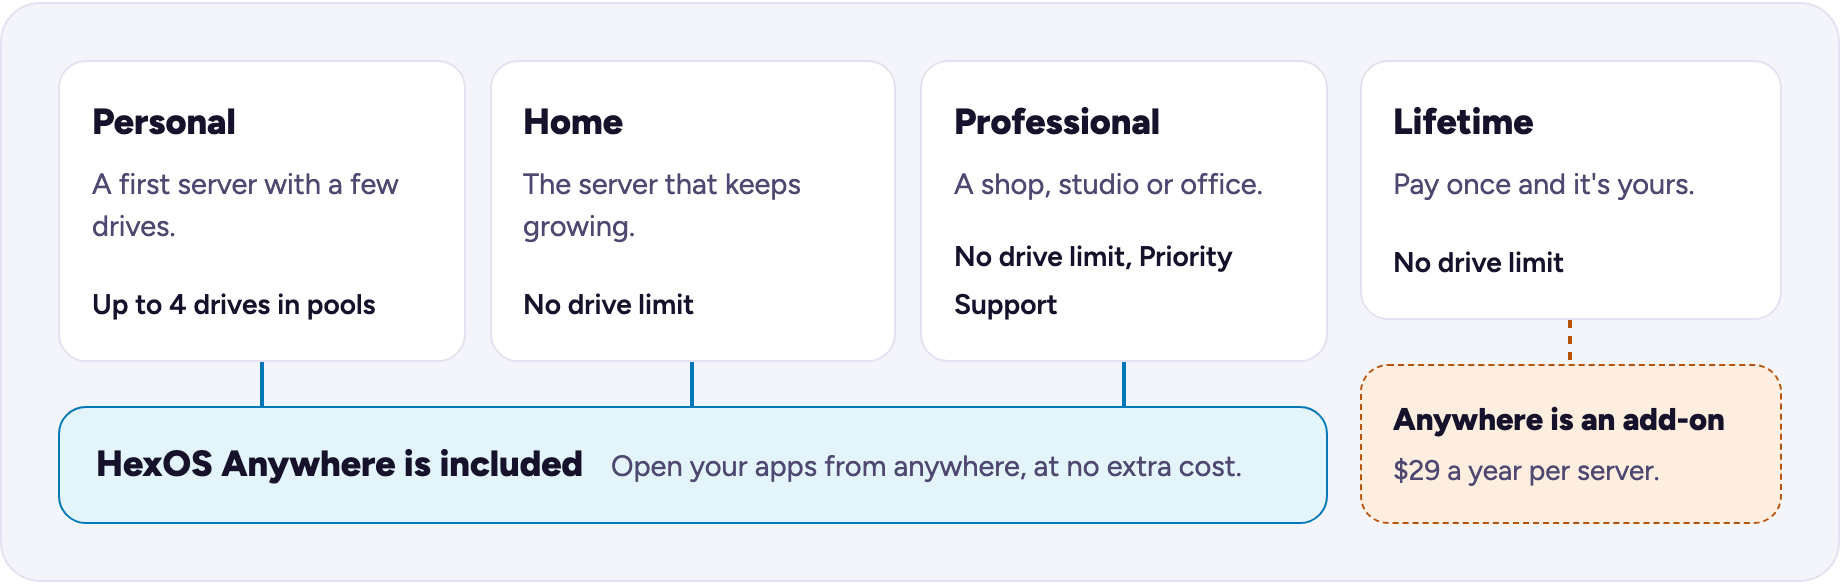 Personal
A first server with a few
drives.
Up to 4 drives in pools
Home
The server that keeps
growing.
No drive limit
Professional
A shop, studio or office.
No drive limit, Priority
Support
Lifetime
Pay once and it's yours.
No drive limit
HexOS Anywhere is included Open your apps from anywhere, at no extra cost.
Anywhere is an add-on
$29 a year per server.